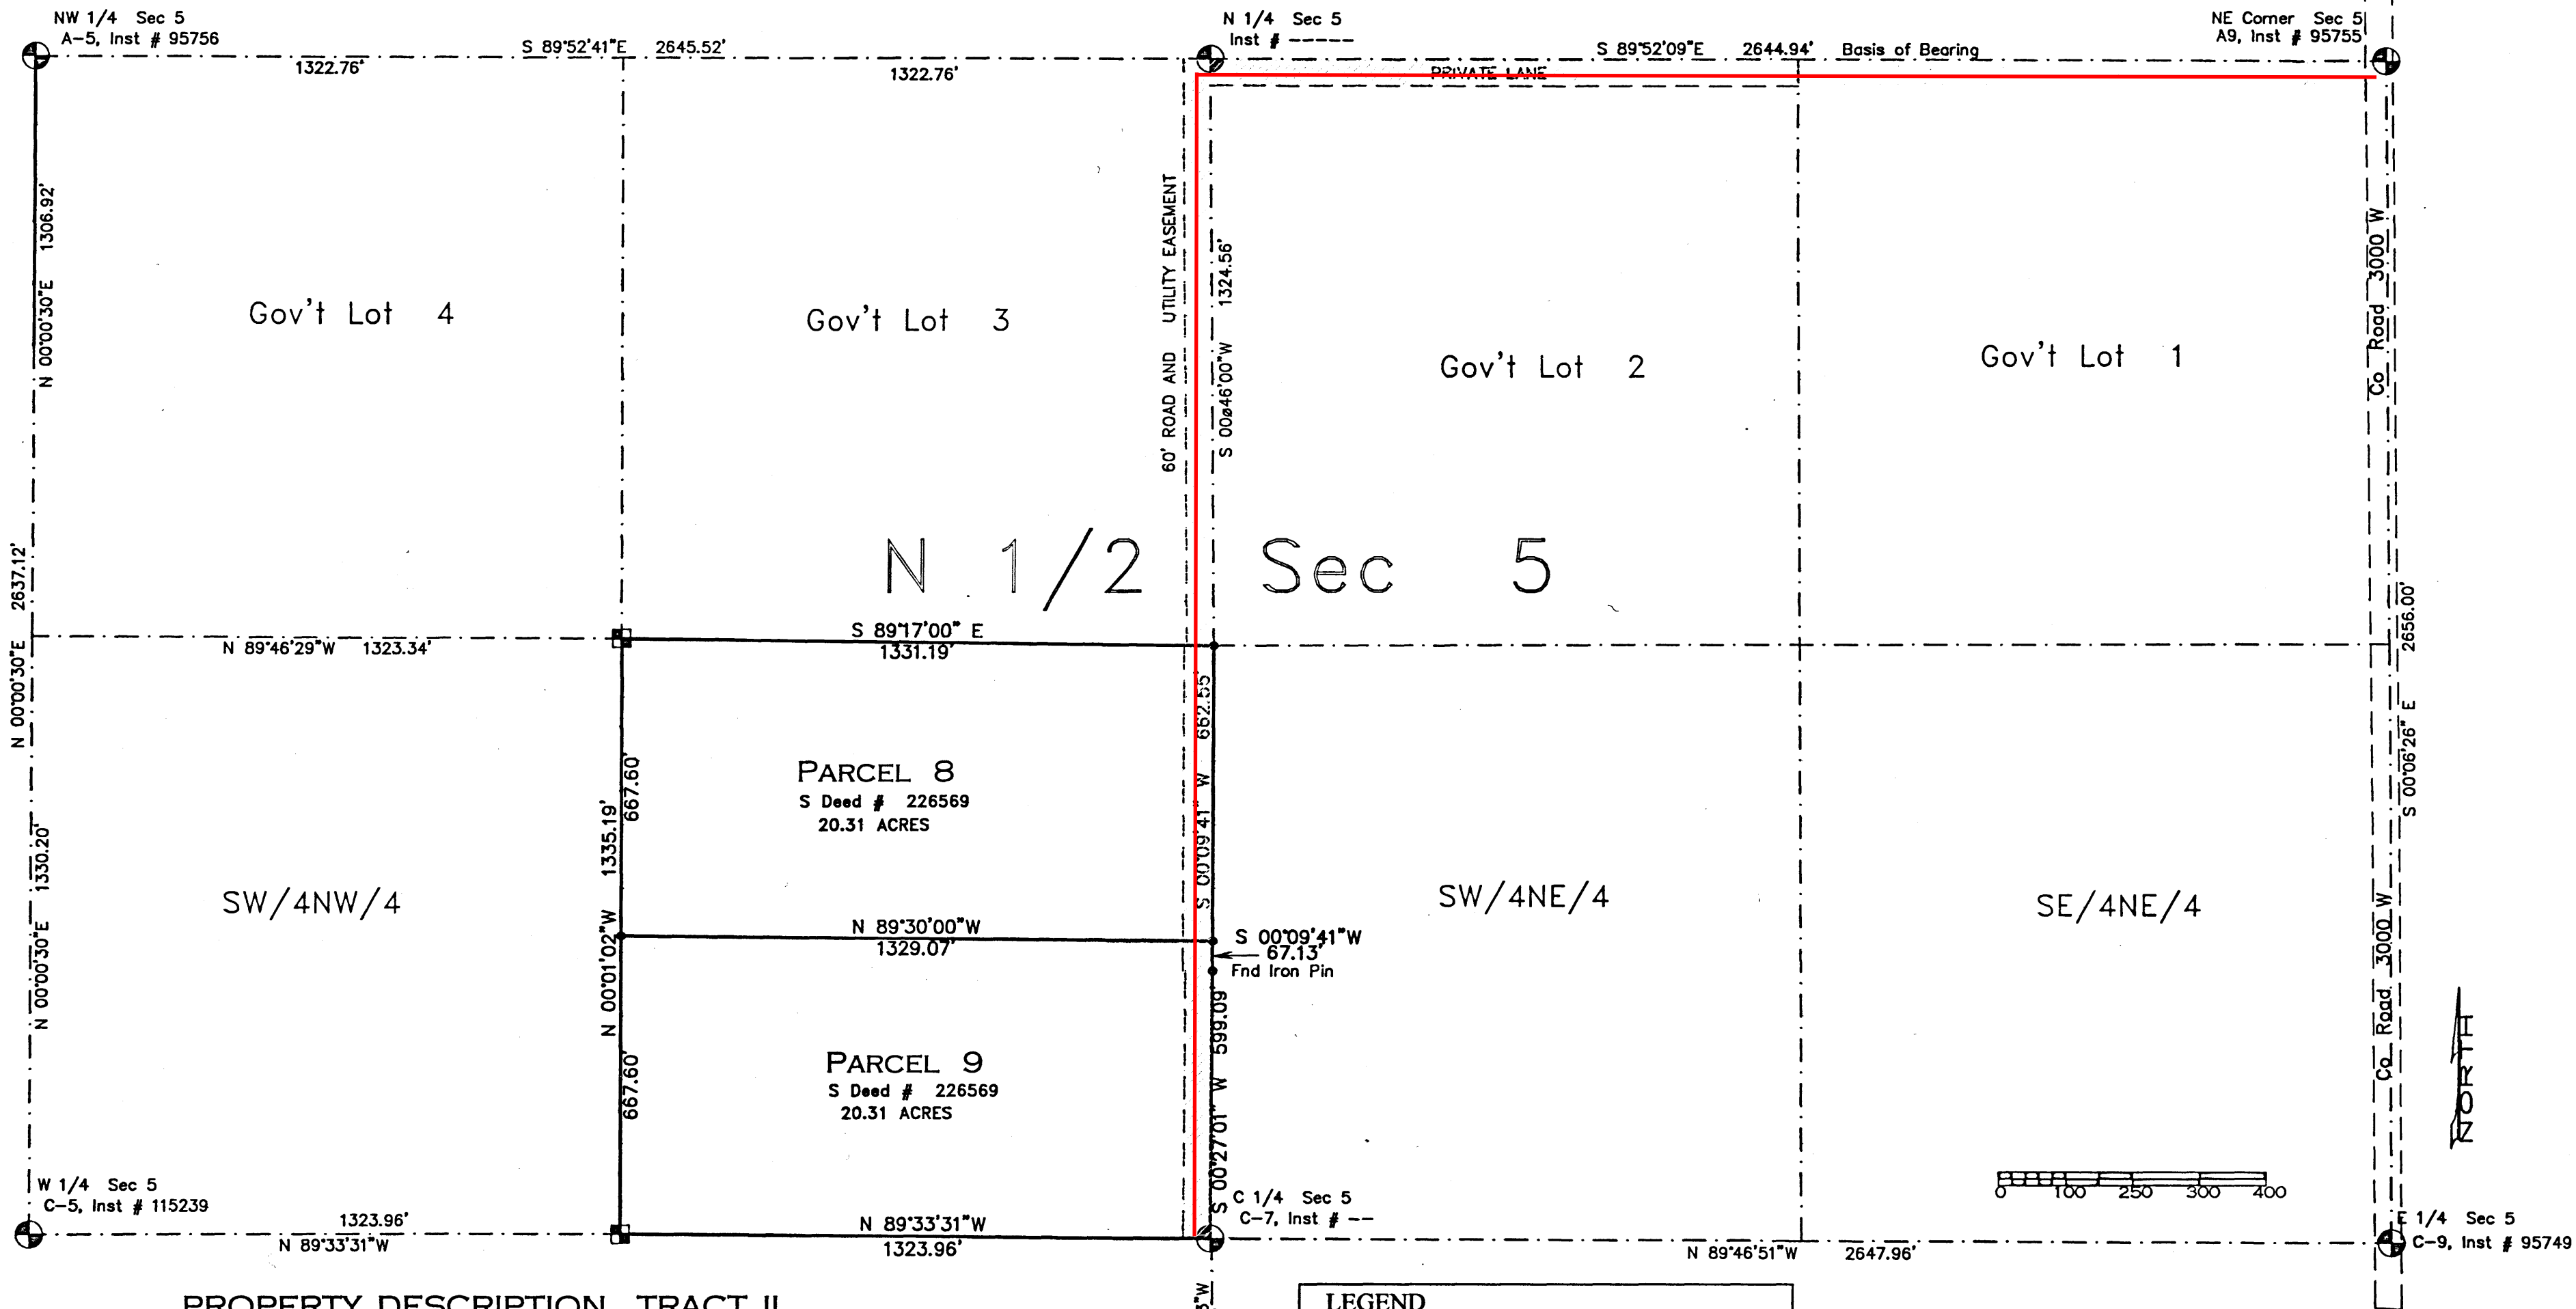 NW 1/4 Sec 5
A-5, Inst # 95756
S 89°52'41"E 2645.52'
1322.76'
1322.76'
N 1/4 Sec 5
Inst # -----
S 89°52'09"E 2644.94' Basis of Bearing
PRIVATE LANE
NE Corner Sec 5
A9, Inst # 95755
N 00°00'30"E 1306.92'
Gov't Lot 4
Gov't Lot 3
60' ROAD AND UTILITY EASEMENT
S 00ø46'00"W 1324.56'
Gov't Lot 2
Gov't Lot 1
Co Road 3000 W
N 1/2 Sec 5
N 00°00'30"E 2637.12'
N 89°46'29"W 1323.34'
S 89°17'00" E
1331.19'
S 00°06'26" E 2656.00'
N 00°00'30"E 1330.20'
SW/4NW/4
N 00°01'02"W 1335.19'
667.60'
667.60'
PARCEL 8
S Deed # 226569
20.31 ACRES
S 00°09'41" W 662.55'
N 89°30'00"W
1329.07'
S 00°09'41"W
67.13'
Fnd Iron Pin
SW/4NE/4
SE/4NE/4
Co Road 3000 W
PARCEL 9
S Deed # 226569
20.31 ACRES
S 00°27'01" W 599.09'
NORTH
0 100 250 300 400
W 1/4 Sec 5
C-5, Inst # 115239
1323.96'
N 89°33'31"W
N 89°33'31"W
1323.96'
C 1/4 Sec 5
C-7, Inst # --
N 89°46'51"W 2647.96'
E 1/4 Sec 5
C-9, Inst # 95749
PROPERTY DESCRIPTION TRACT II
LEGEND